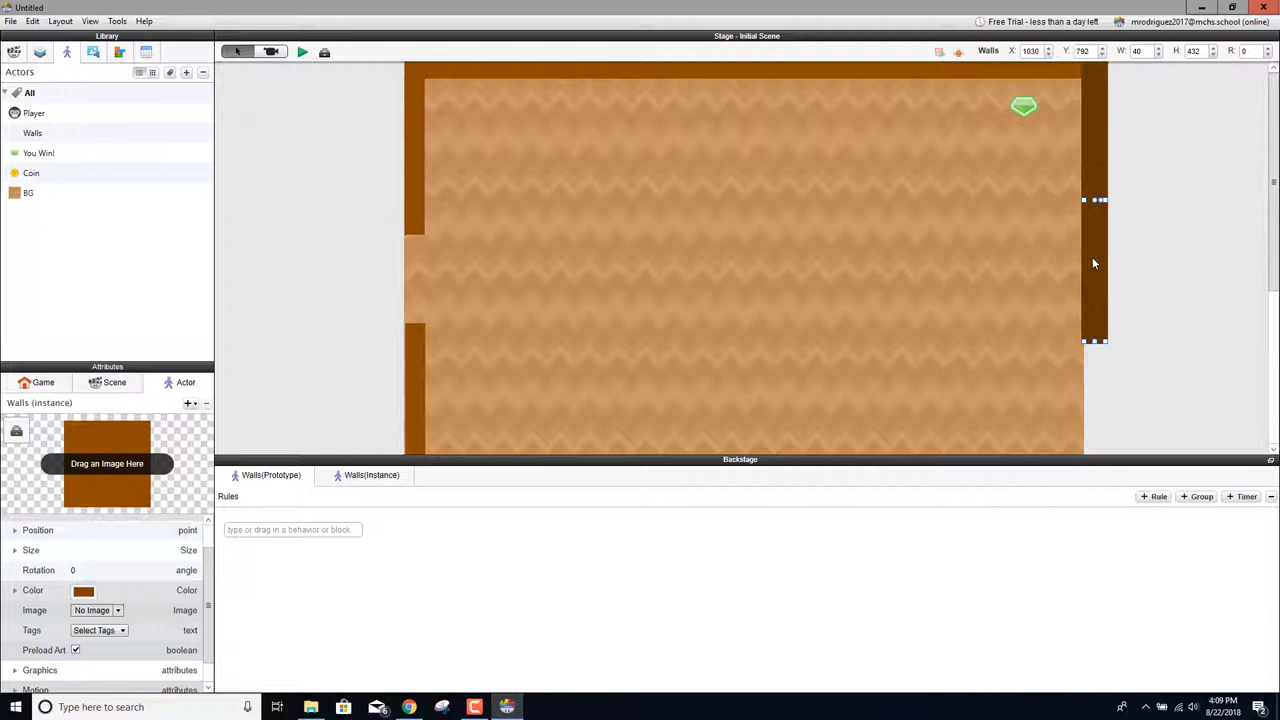 Untitled
File Edit Layout View Tools Help
Free Trial - less than a day left
mrodriguez2017@mchs.school (online)
Library
Stage - Initial Scene
Walls X: 1030 Y: 792 W: 40 H: 432 R: 0
Actors
All
Player
Walls
You Win!
Coin
BG
Attributes
Game Scene Actor
Walls (instance)
Drag an Image Here
Position point
Size Size
Rotation 0 angle
Color Color
Image No Image Image
Tags Select Tags text
Preload Art boolean
Graphics attributes
Motion attributes
Backstage
Walls(Prototype) Walls(Instance)
Rules
Rule Group Timer
type or drag in a behavior or block
Type here to search
6
4:09 PM
8/22/2018
2